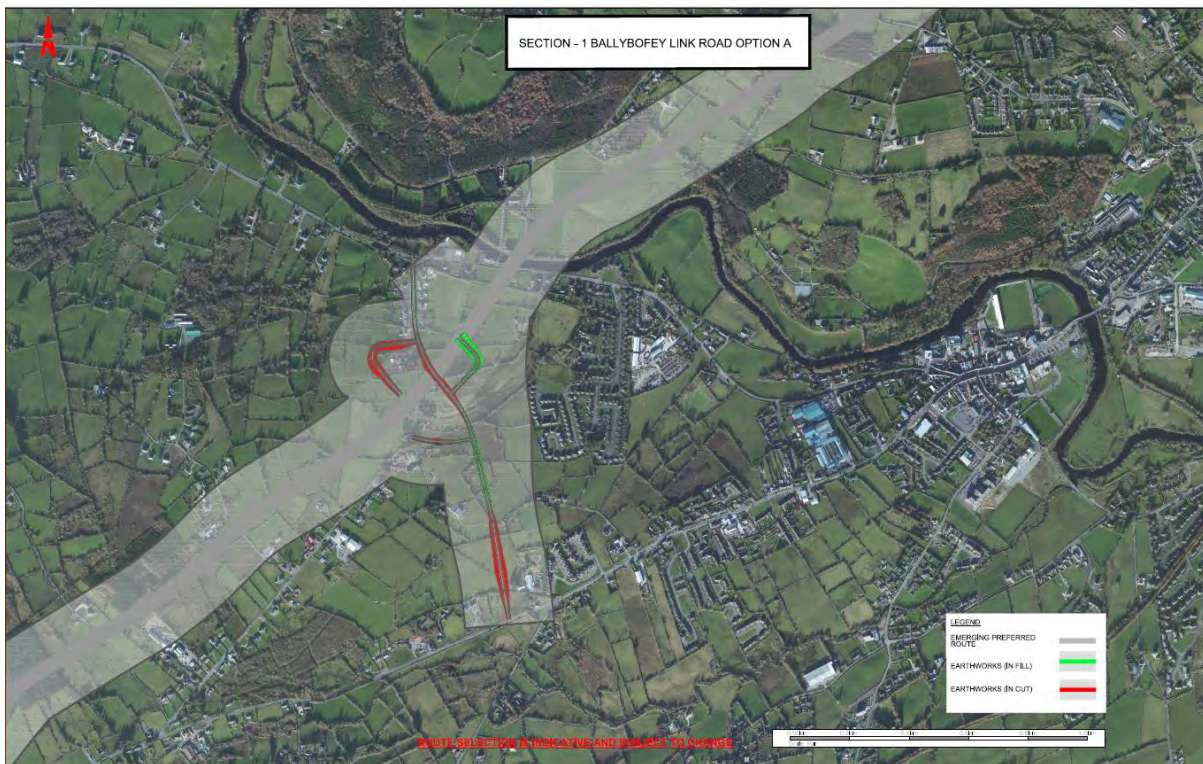 SECTION - 1 BALLYBOFEY LINK ROAD OPTION A
LEGEND
EMERGING PREFERRED
ROUTE
EARTHWORKS (IN FILL)
EARTHWORKS (IN CUT)
ROUTE SELECTION IS INDICATIVE AND SUBJECT TO CHANGE